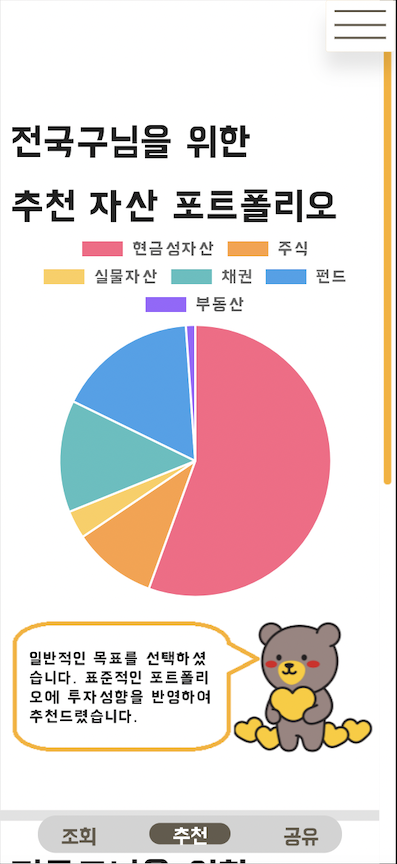 전국구님을 위한
추천 자산 포트폴리오
현금성자산 주식
실물자산 채권 펀드
부동산
일반적인 목표를 선택하셨
습니다. 표준적인 포트폴리
오에 투자성향을 반영하여
추천드렸습니다.
조회 추천 공유